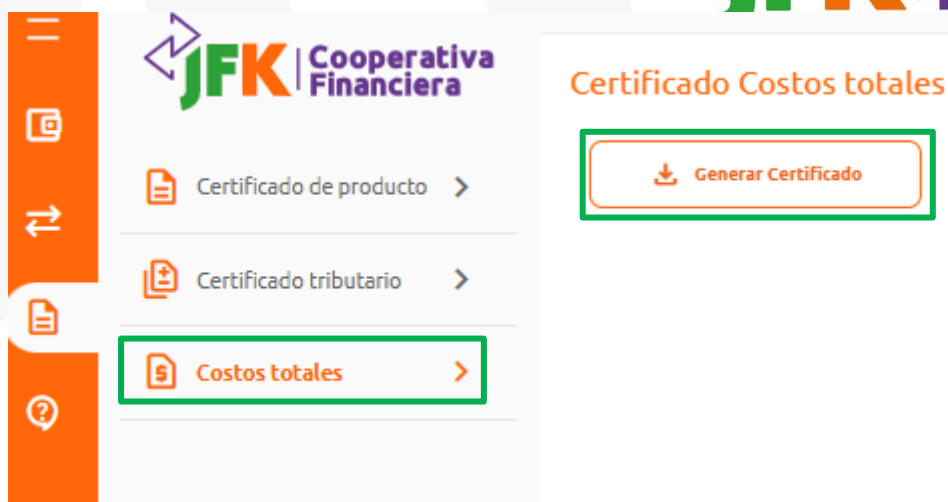 JFK Cooperativa
Financiera
Certificado de producto
Certificado tributario
Costos totales
Certificado Costos totales
Generar Certificado